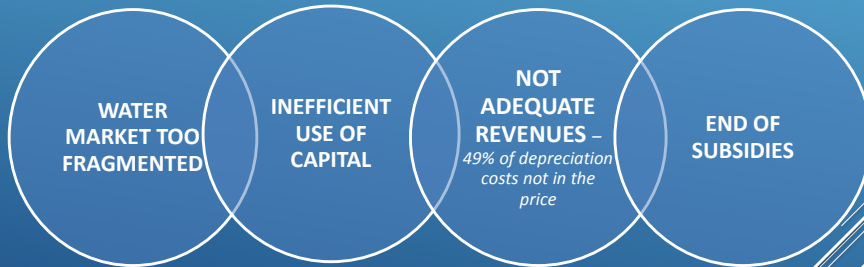 WATER
MARKET TOO
FRAGMENTED
INEFFICIENT
USE OF
CAPITAL
NOT
ADEQUATE
REVENUES –
49% of depreciation
costs not in the
price
END OF
SUBSIDIES